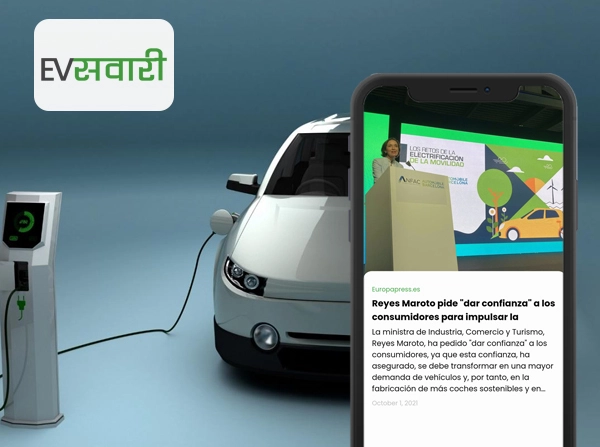 EVसवारी
LOS RETOS DE LA
ELECTRIFICACIÓN
DE LA MOVILIDAD
ANFAC
Europapress.es
Reyes Maroto pide "dar confianza" a los
consumidores para impulsar la
La ministra de Industria, Comercio y Turismo,
Reyes Maroto, ha pedido "dar confianza" a los
consumidores, ya que esta confianza, ha
asegurado, se debe transformar en una mayor
demanda de vehículos y, por tanto, en la
fabricación de más coches sostenibles y en...
October 1, 2021